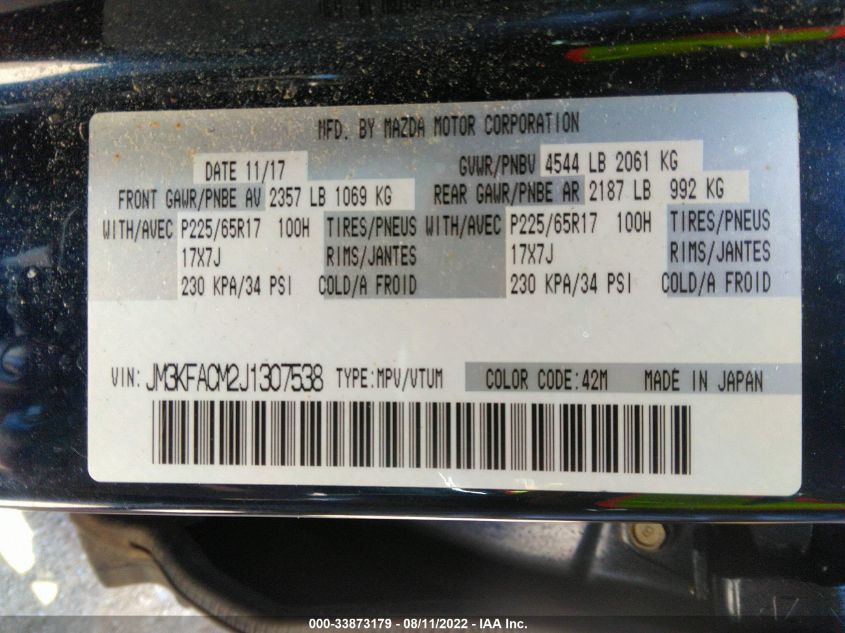 MFD. BY MAZDA MOTOR CORPORATION
DATE 11/17 GVWR/PNBV 4544 LB 2061 KG
FRONT GAWR/PNBE AV 2357 LB 1069 KG REAR GAWR/PNBE AR 2187 LB 992 KG
WITH/AVEC P225/65R17 100H TIRES/PNEUS WITH/AVEC P225/65R17 100H TIRES/PNEUS
17X7J RIMS/JANTES 17X7J RIMS/JANTES
230 KPA/34 PSI COLD/A FROID 230 KPA/34 PSI COLD/A FROID
VIN: JM3KFACM2J1307538 TYPE:MPV/VTUM COLOR CODE:42M MADE IN JAPAN
000-33873179 - 08/11/2022 - IAA Inc.